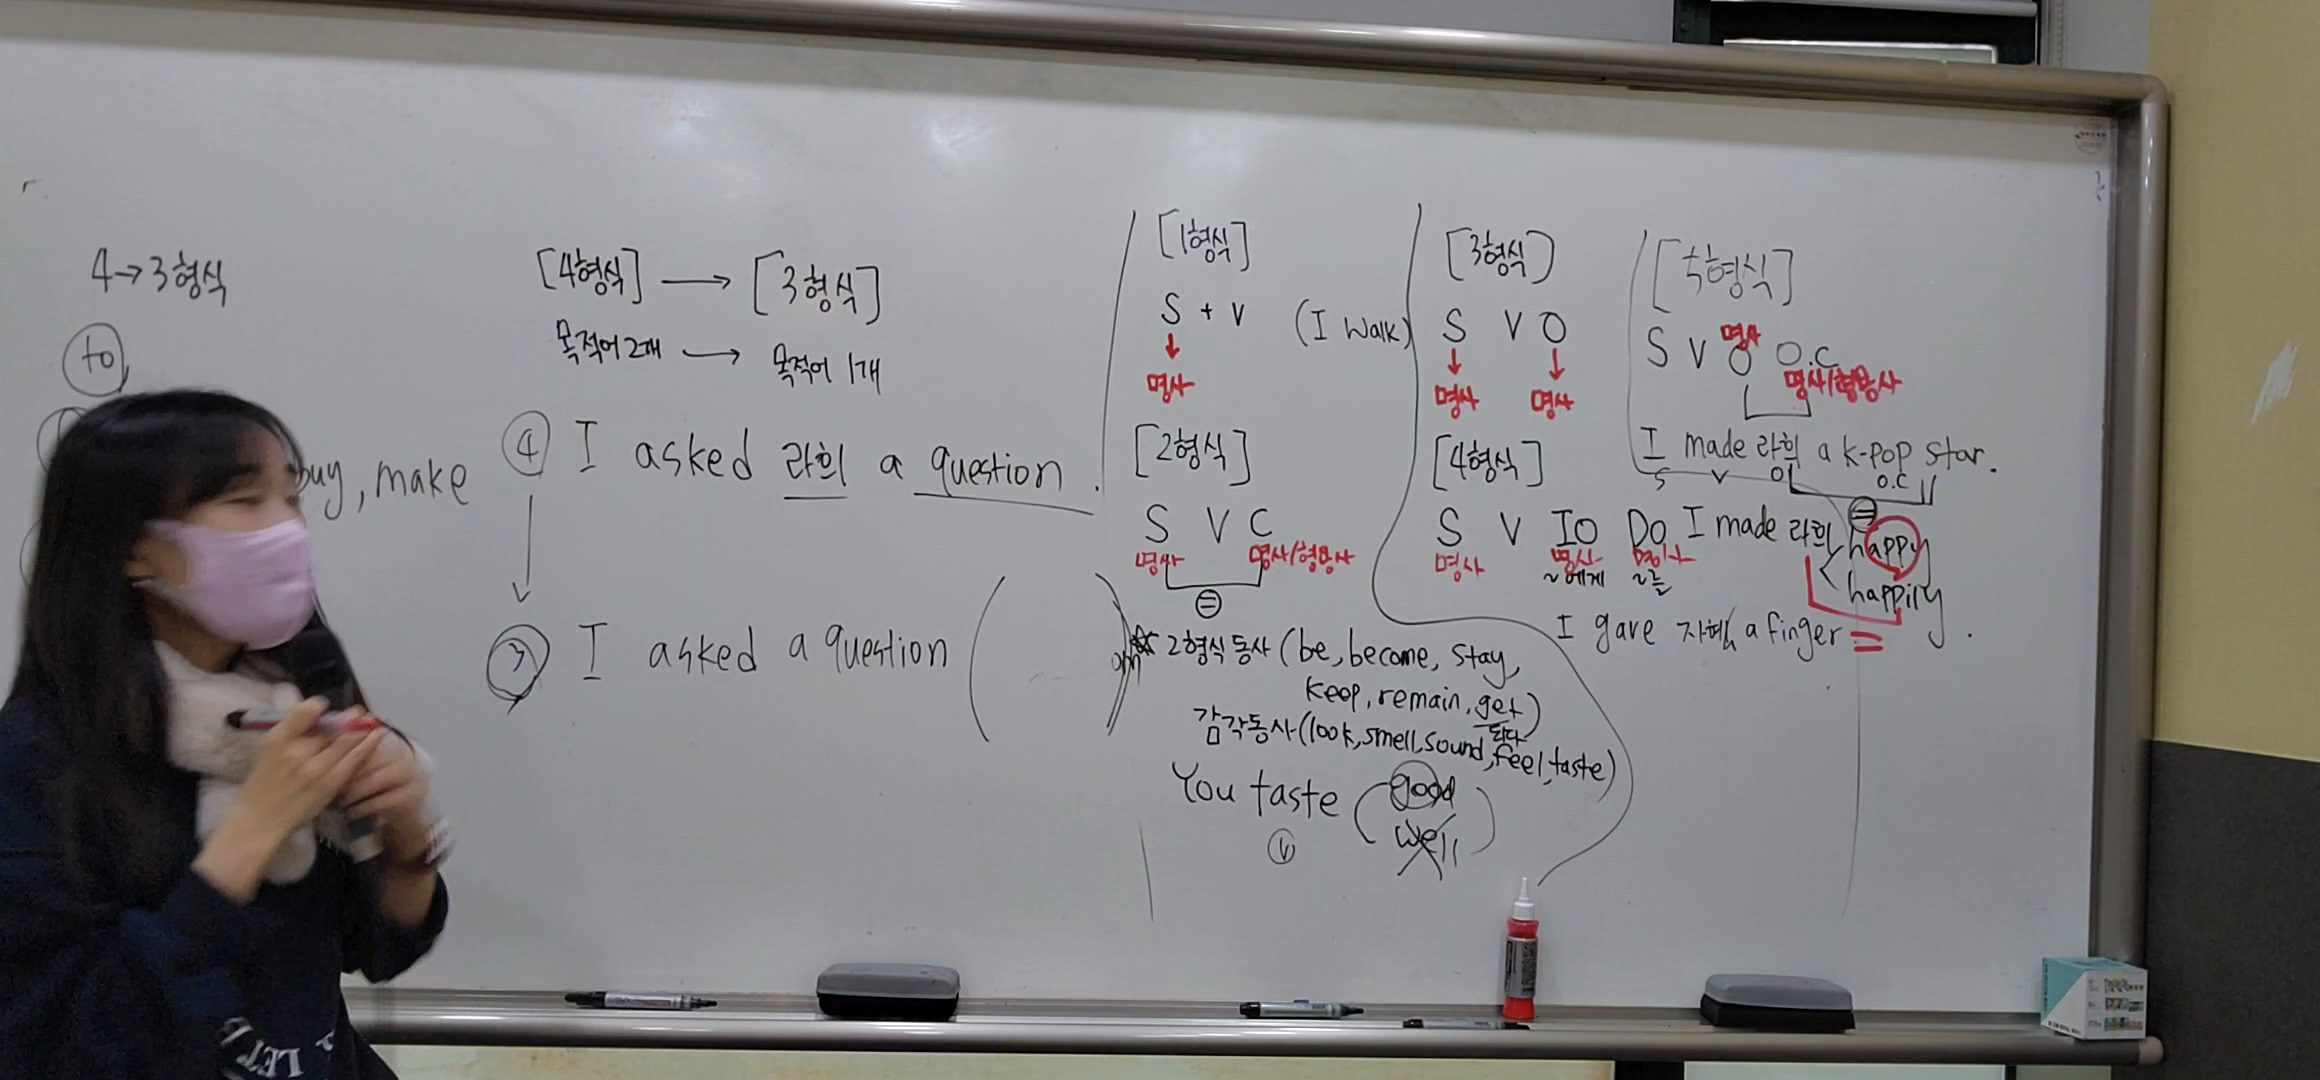 4→3형식
to
buy, make
[4형식] → [3형식]
목적어 2개 → 목적어 1개
④ I asked 라희 a question.
③ I asked a question ( )
[1형식]
S + V (I walk)
명사
[2형식]
S V C
명사 명사/형용사
=
☆ 2형식 동사 (be, become, stay,
keep, remain, get)
되다
감각동사 (look, smell, sound, feel, taste)
You taste (good
well)
[3형식]
S V O
명사 명사
[4형식]
S V IO DO
명사 명사 명사
~에게 ~를
I gave 자혜 a finger.
[5형식]
S V O O.C
명사 명사/형용사
I made 라희 a k-pop star.
S V O O.C
=
I made 라희 < happy
happily.
=